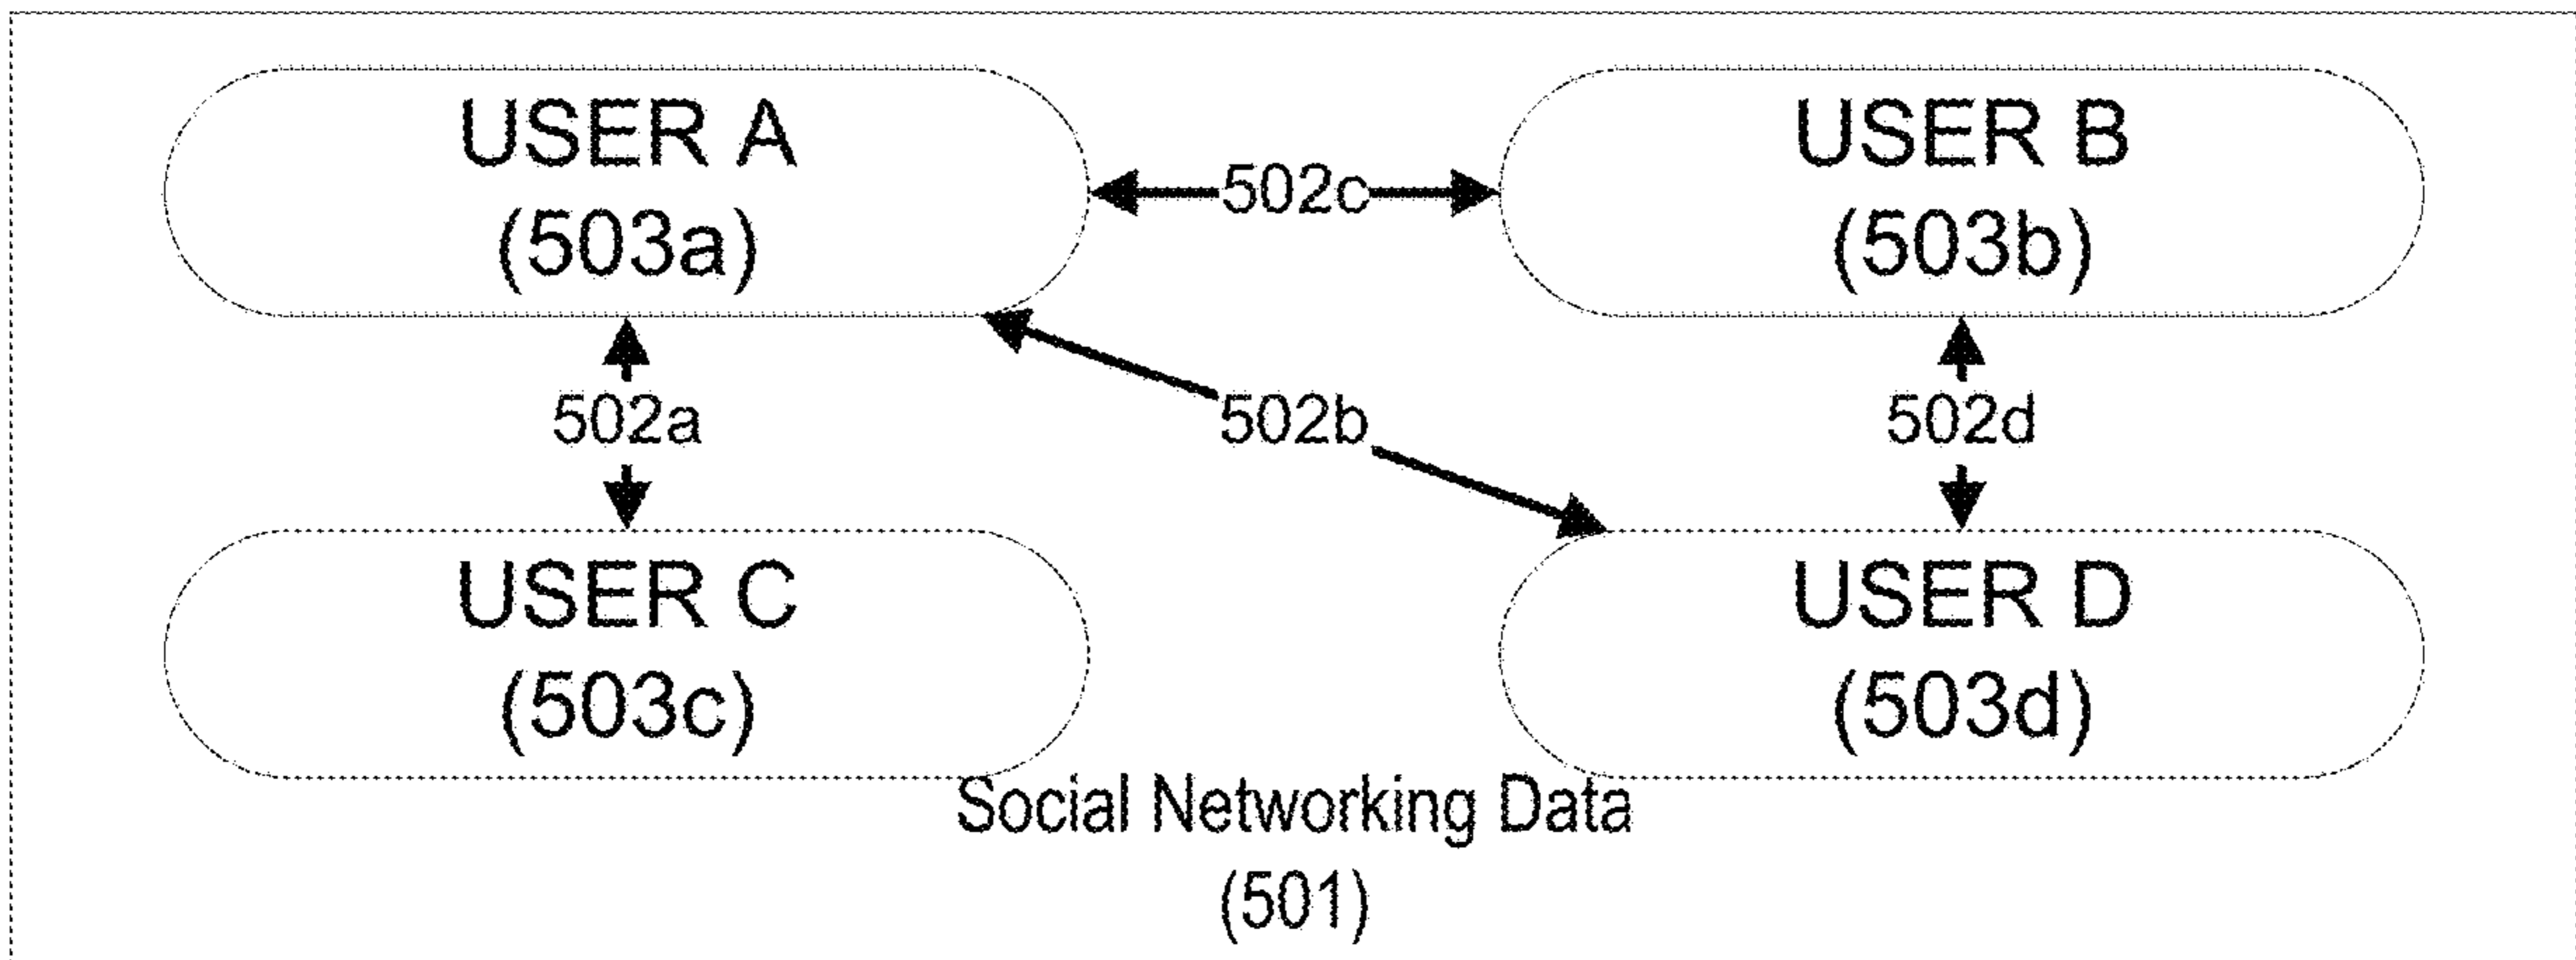 USER A
(503a)
502c
USER B
(503b)
502a
502b
502d
USER C
(503c)
USER D
(503d)
Social Networking Data
(501)